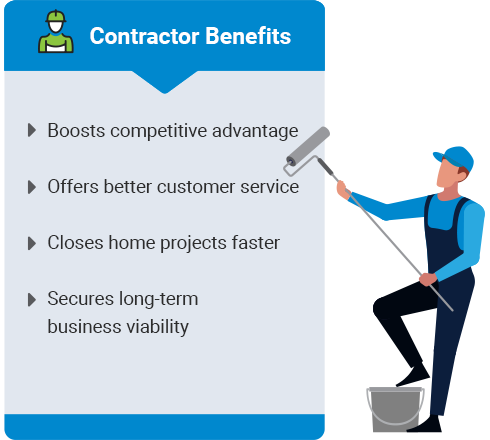 Contractor Benefits
Boosts competitive advantage
Offers better customer service
Closes home projects faster
Secures long-term
business viability